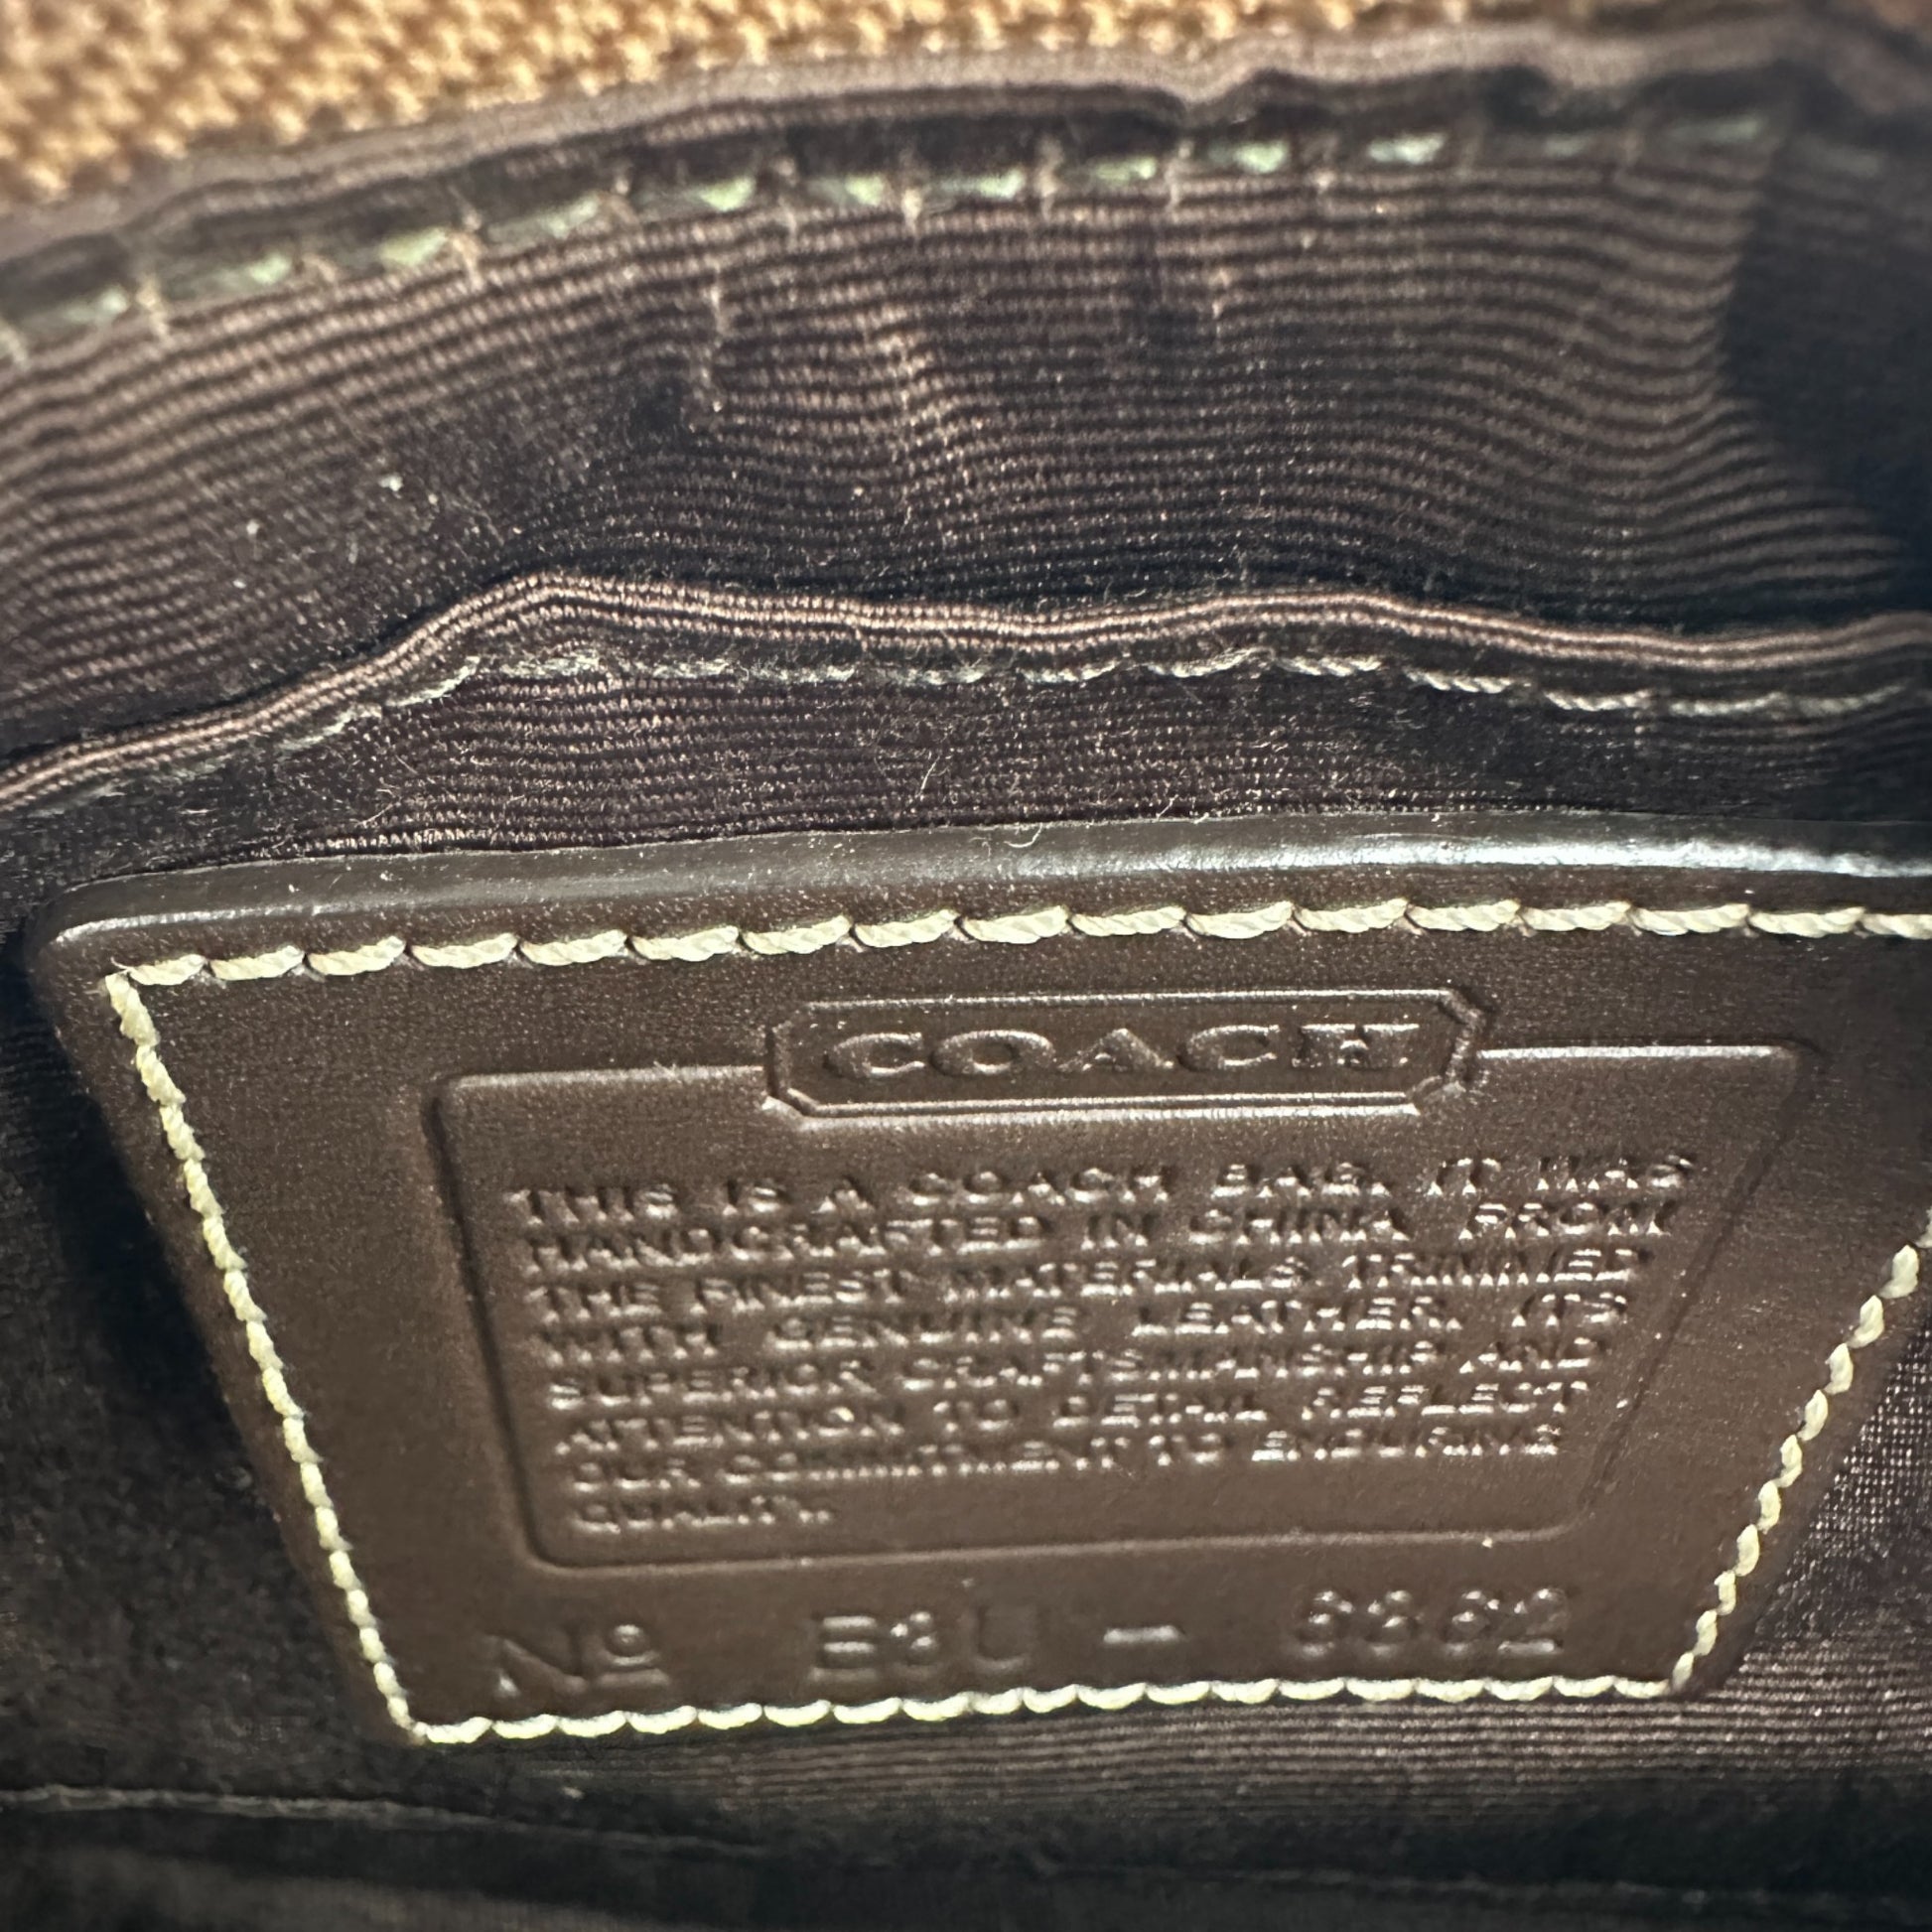 COACH
THIS IS A COACH BAG. IT WAS
HANDCRAFTED IN CHINA FROM
THE FINEST MATERIALS TRIMMED
WITH GENUINE LEATHER. ITS
SUPERIOR CRAFTSMANSHIP AND
ATTENTION TO DETAIL REFLECT
OUR COMMITMENT TO ENDURING
QUALITY.
Nº